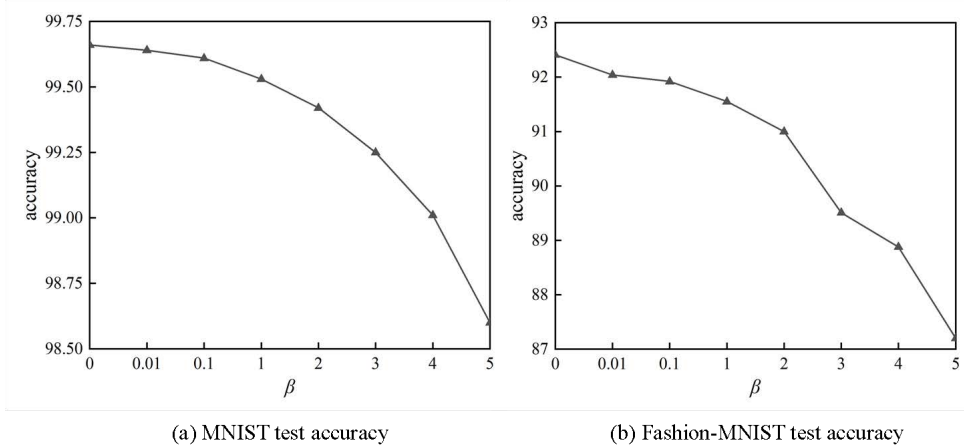 99.75
99.50
99.25
99.00
98.75
98.50
accuracy
0 0.01 0.1 1 2 3 4 5
β
(a) MNIST test accuracy
93
92
91
90
89
88
87
accuracy
0 0.01 0.1 1 2 3 4 5
β
(b) Fashion-MNIST test accuracy